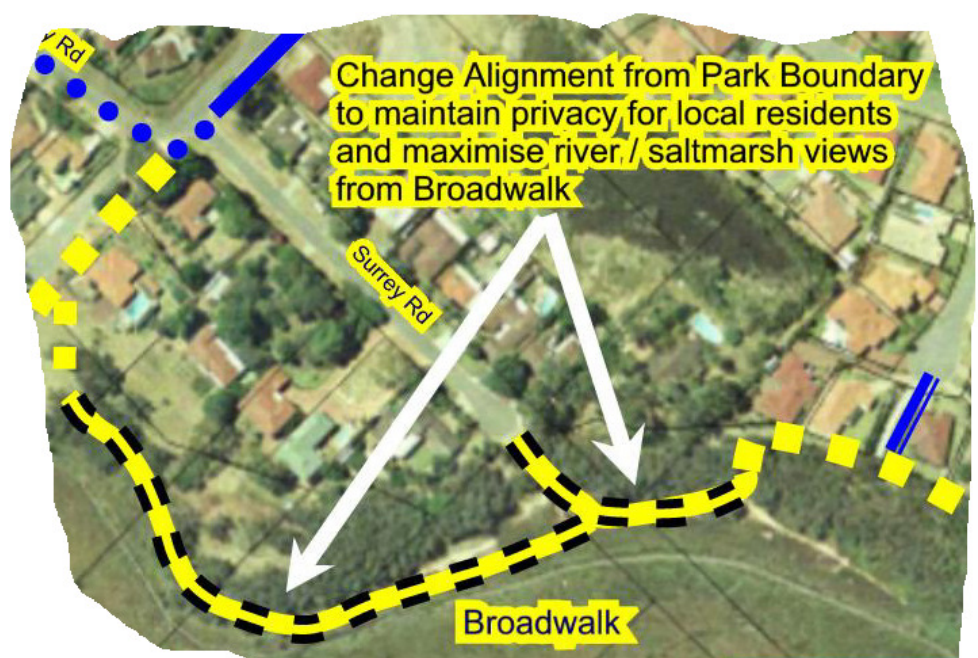 y Rd
Change Alignment from Park Boundary
to maintain privacy for local residents
and maximise river / saltmarsh views
from Broadwalk
Surrey Rd
Broadwalk